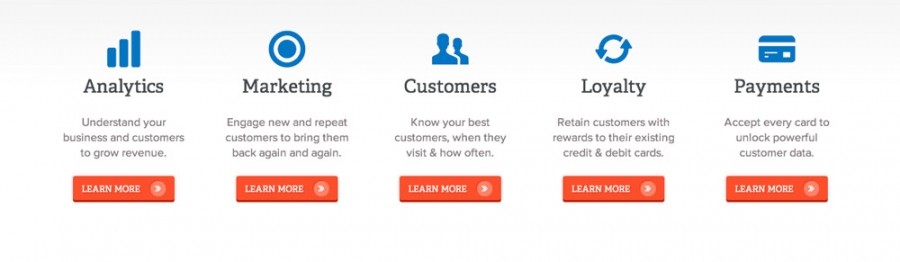 Analytics
Understand your
business and customers
to grow revenue.
LEARN MORE
Marketing
Engage new and repeat
customers to bring them
back again and again.
LEARN MORE
Customers
Know your best
customers, when they
visit & how often.
LEARN MORE
Loyalty
Retain customers with
rewards to their existing
credit & debit cards.
LEARN MORE
Payments
Accept every card to
unlock powerful
customer data.
LEARN MORE